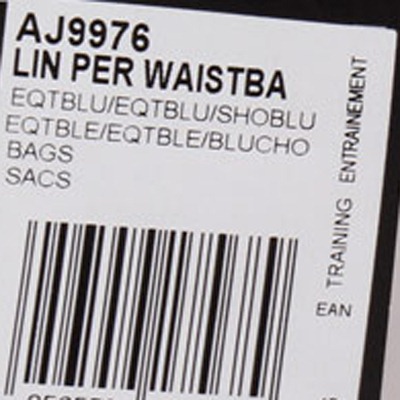 AJ9976
LIN PER WAISTBA
EQTBLU/EQTBLU/SHOBLU
EQTBLE/EQTBLE/BLUCHO
BAGS
SACS
TRAINING ENTRAINEMENT
EAN